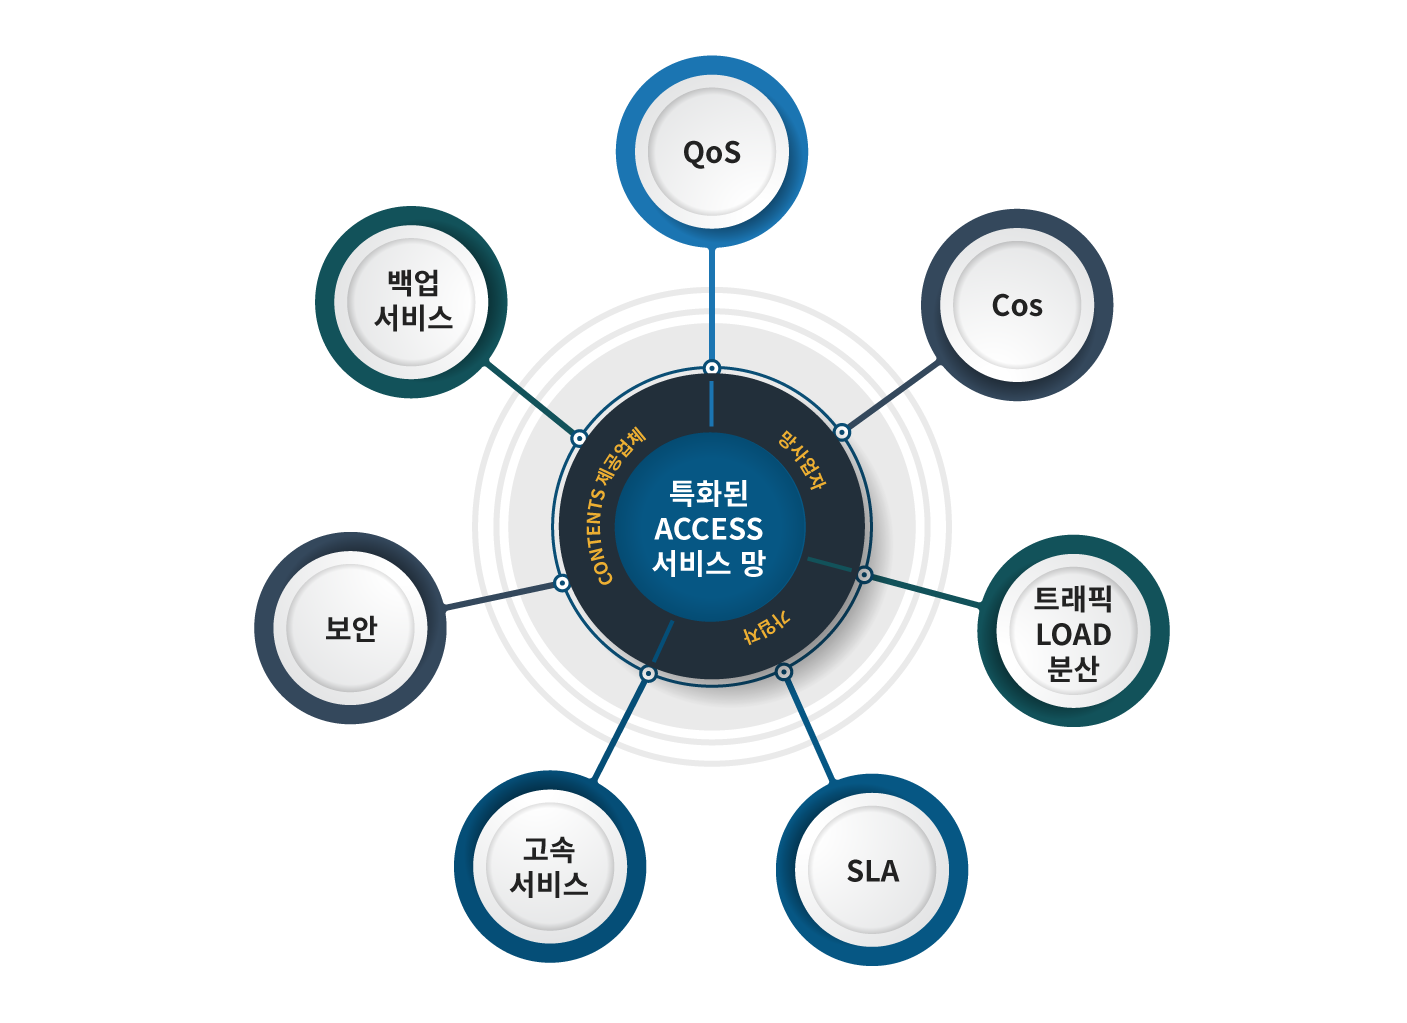 QoS
백업
서비스
Cos
CONTENTS 제공업체
망사업자
특화된
ACCESS
서비스 망
가입자
보안
트래픽
LOAD
분산
고속
서비스
SLA